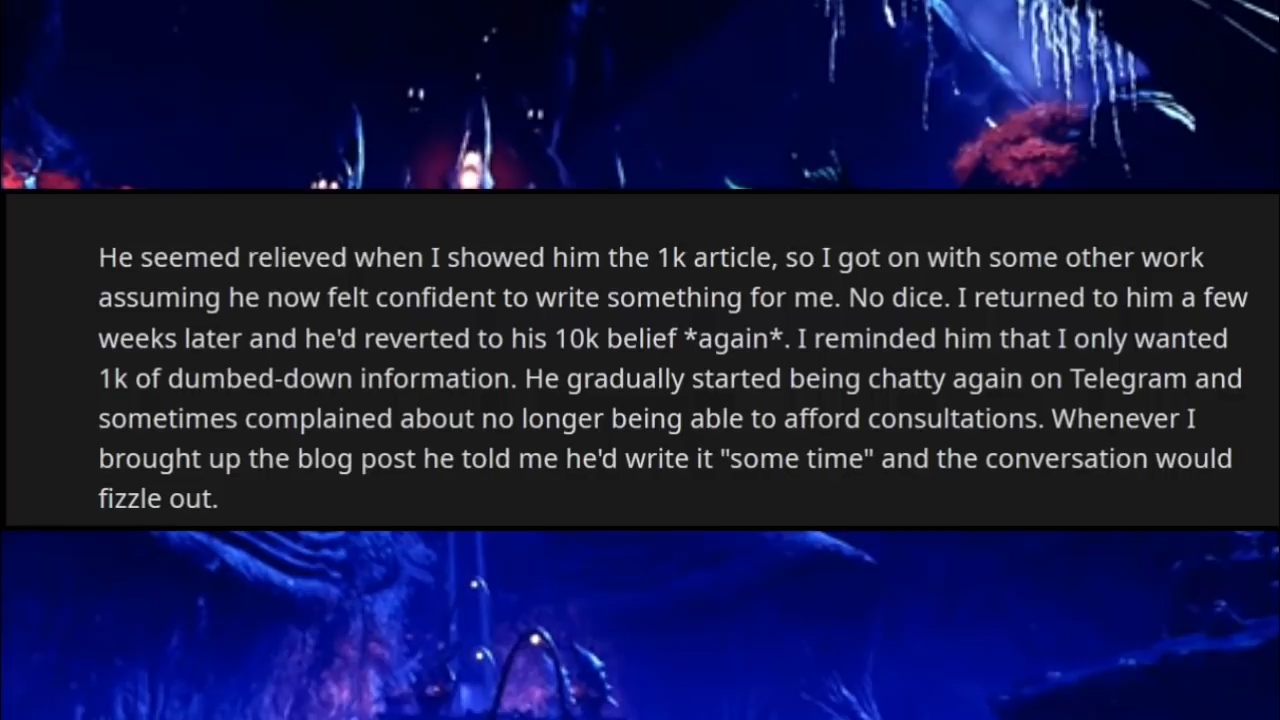 He seemed relieved when I showed him the 1k article, so I got on with some other work
assuming he now felt confident to write something for me. No dice. I returned to him a few
weeks later and he'd reverted to his 10k belief *again*. I reminded him that I only wanted
1k of dumbed-down information. He gradually started being chatty again on Telegram and
sometimes complained about no longer being able to afford consultations. Whenever I
brought up the blog post he told me he'd write it "some time" and the conversation would
fizzle out.